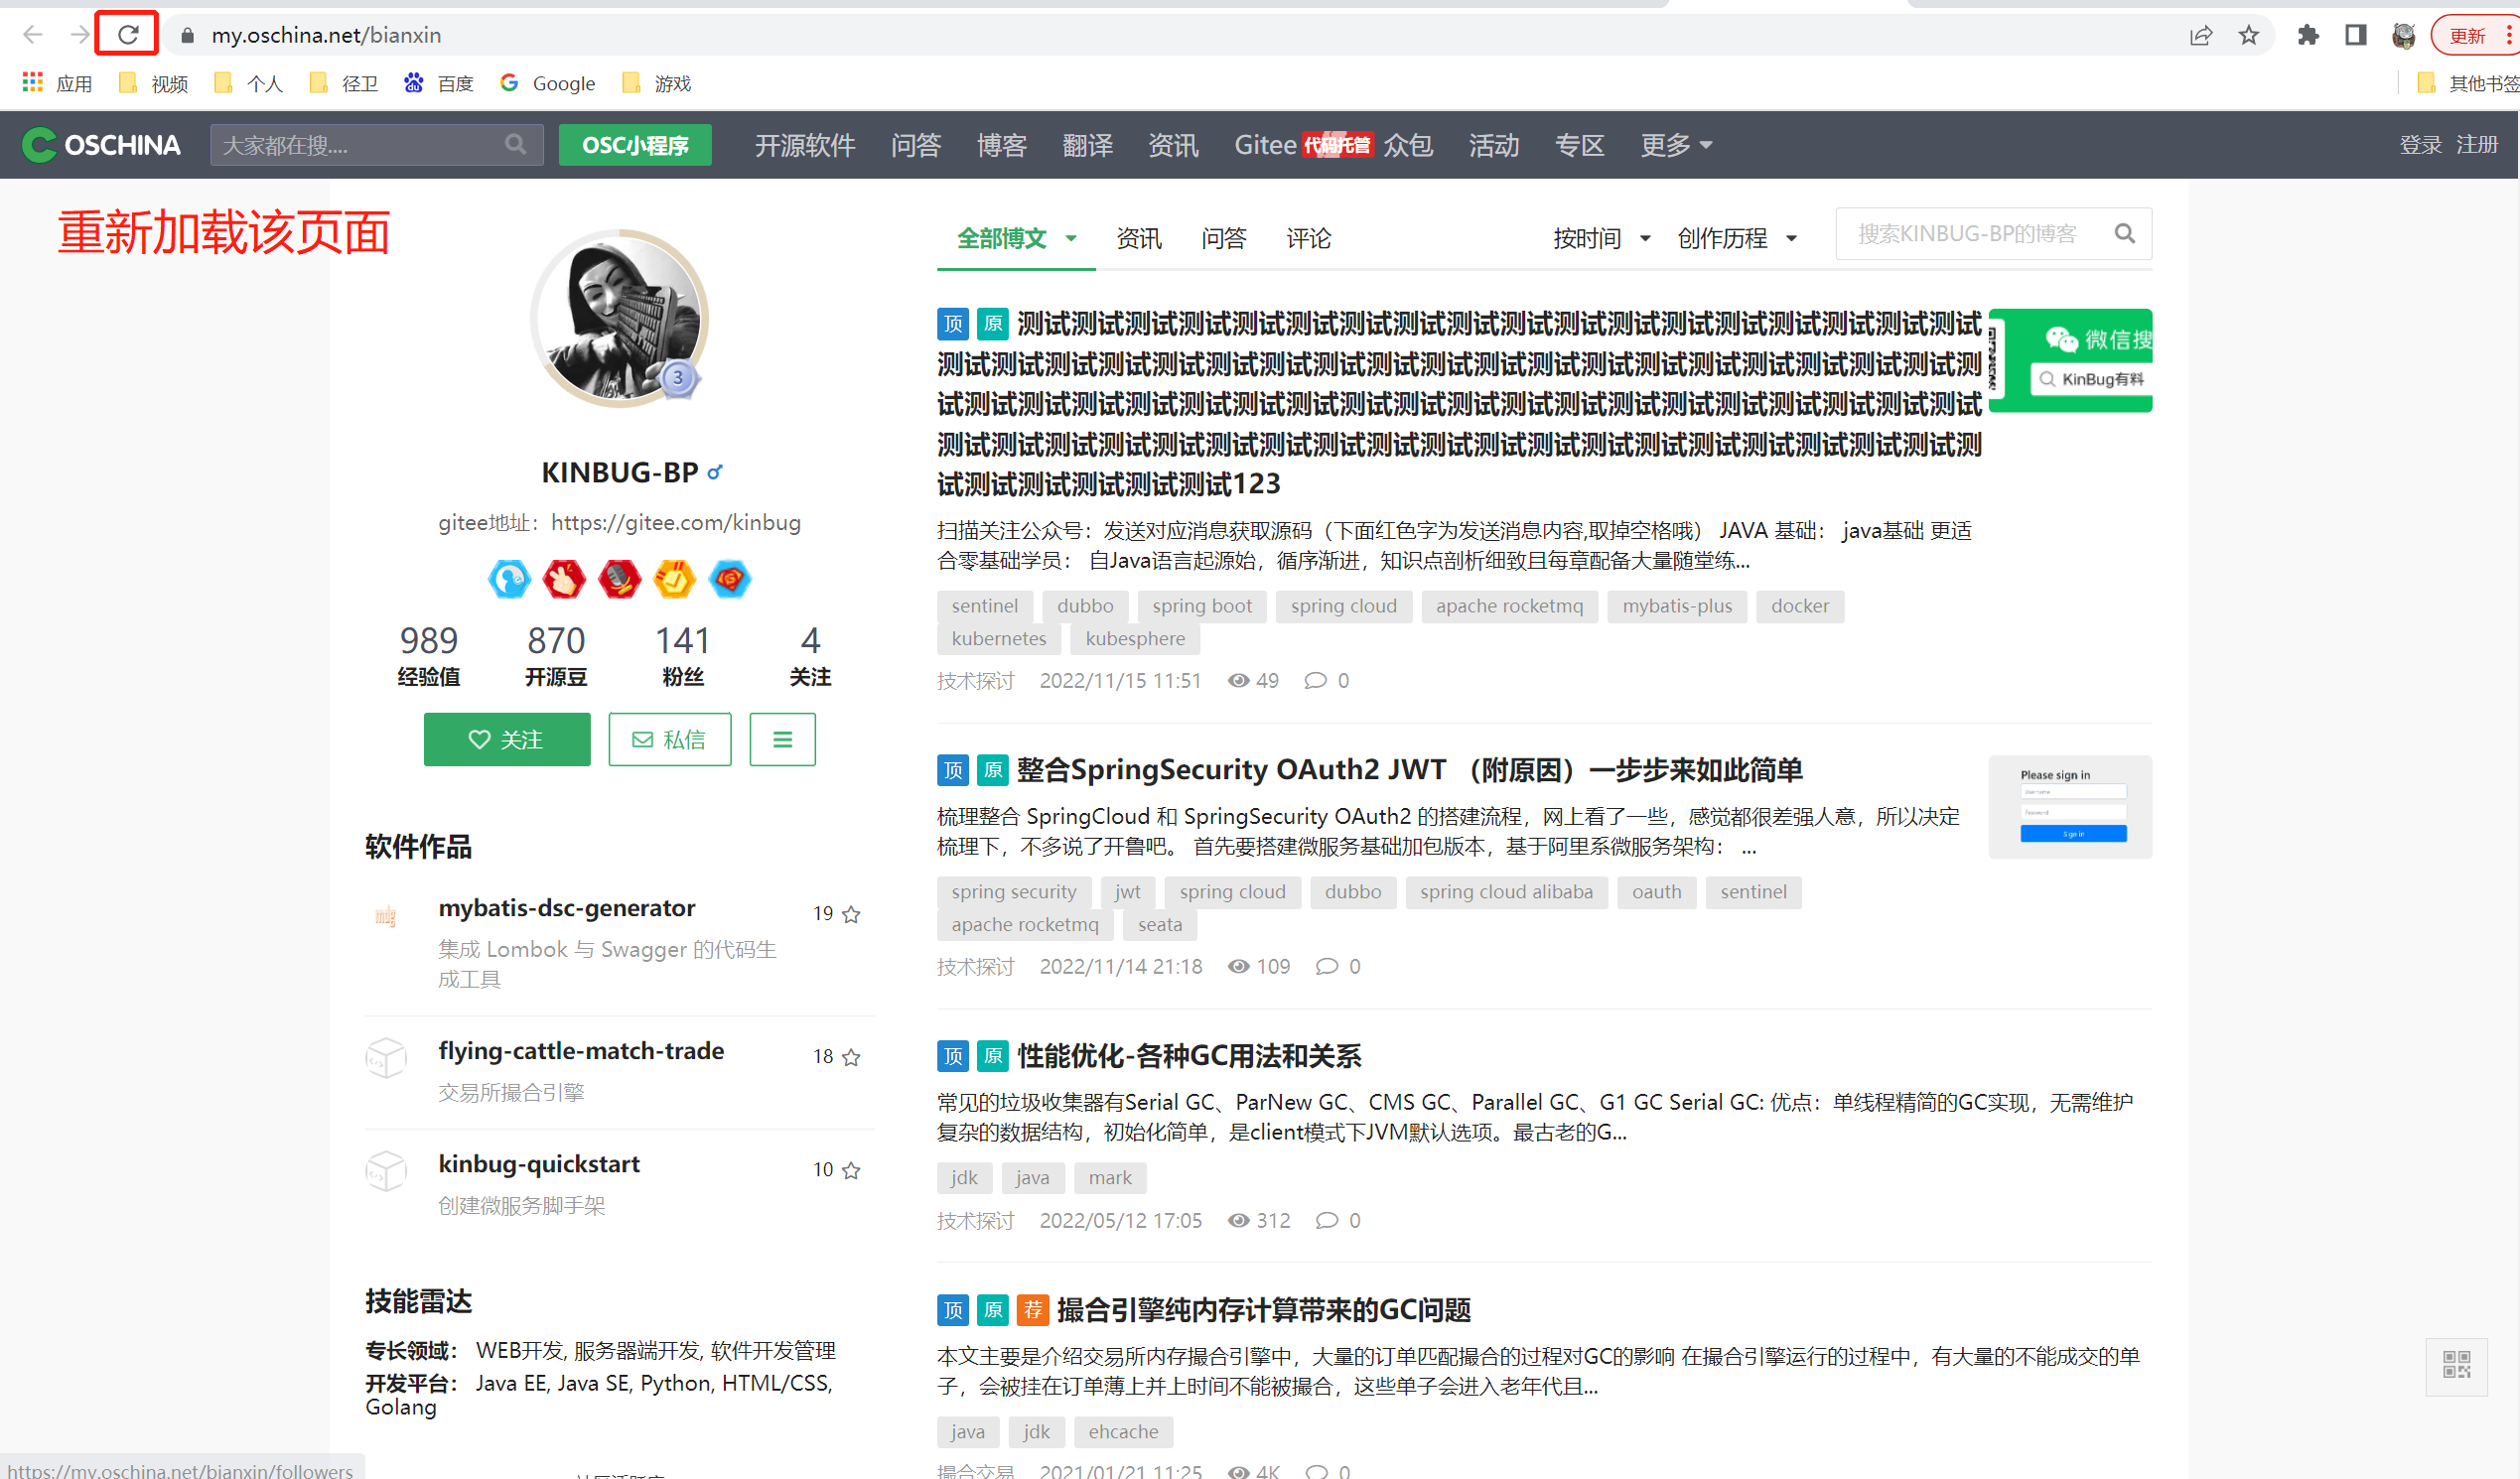 my.oschina.net/bianxin
更新
应用 视频 个人 径卫 百度 Google 游戏 其他书签
OSCHINA 大家都在搜.... OSC小程序 开源软件 问答 博客 翻译 资讯 Gitee 代码托管 众包 活动 专区 更多 登录 注册
重新加载该页面
3
KINBUG-BP
gitee地址：https://gitee.com/kinbug
989 870 141 4
经验值 开源豆 粉丝 关注
关注 私信
软件作品
mybatis-dsc-generator 19
集成 Lombok 与 Swagger 的代码生
成工具
flying-cattle-match-trade 18
交易所撮合引擎
kinbug-quickstart 10
创建微服务脚手架
技能雷达
专长领域： WEB开发, 服务器端开发, 软件开发管理
开发平台： Java EE, Java SE, Python, HTML/CSS,
Golang
全部博文 资讯 问答 评论 按时间 创作历程 搜索KINBUG-BP的博客
顶 原 测试测试测试测试测试测试测试测试测试测试测试测试测试测试测试测试测试测试
测试测试测试测试测试测试测试测试测试测试测试测试测试测试测试测试测试测试测试测
试测试测试测试测试测试测试测试测试测试测试测试测试测试测试测试测试测试测试测试
测试测试测试测试测试测试测试测试测试测试测试测试测试测试测试测试测试测试测试测
试测试测试测试测试测试123
微信搜
KinBug有料
扫描关注公众号：发送对应消息获取源码（下面红色字为发送消息内容,取掉空格哦） JAVA 基础： java基础 更适
合零基础学员： 自Java语言起源始，循序渐进，知识点剖析细致且每章配备大量随堂练...
sentinel dubbo spring boot spring cloud apache rocketmq mybatis-plus docker
kubernetes kubesphere
技术探讨 2022/11/15 11:51 49 0
顶 原 整合SpringSecurity OAuth2 JWT （附原因）一步步来如此简单
Please sign in
Username
Password
Sign in
梳理整合 SpringCloud 和 SpringSecurity OAuth2 的搭建流程，网上看了一些，感觉都很差强人意，所以决定
梳理下，不多说了开鲁吧。 首先要搭建微服务基础加包版本，基于阿里系微服务架构： ...
spring security jwt spring cloud dubbo spring cloud alibaba oauth sentinel
apache rocketmq seata
技术探讨 2022/11/14 21:18 109 0
顶 原 性能优化-各种GC用法和关系
常见的垃圾收集器有Serial GC、ParNew GC、CMS GC、Parallel GC、G1 GC Serial GC: 优点：单线程精简的GC实现，无需维护
复杂的数据结构，初始化简单，是client模式下JVM默认选项。最古老的G...
jdk java mark
技术探讨 2022/05/12 17:05 312 0
顶 原 荐 撮合引擎纯内存计算带来的GC问题
本文主要是介绍交易所内存撮合引擎中，大量的订单匹配撮合的过程对GC的影响 在撮合引擎运行的过程中，有大量的不能成交的单
子，会被挂在订单薄上并上时间不能被撮合，这些单子会进入老年代且...
java jdk ehcache
撮合交易 2021/01/21 11:25 4K 0
https://my.oschina.net/bianxin/followers